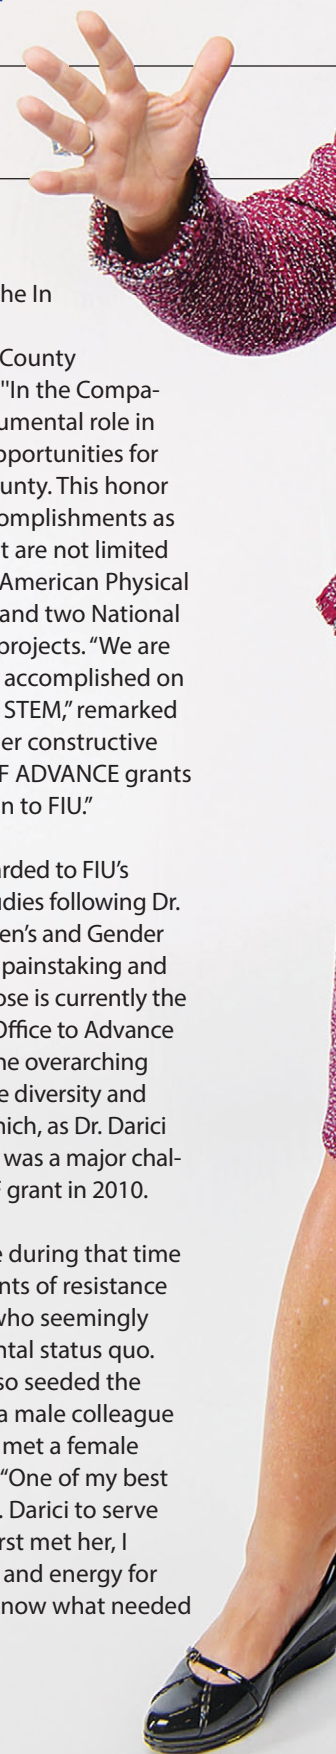 he In
County
"In the Compa-
umental role in
pportunities for
unty. This honor
omplishments as
t are not limited
American Physical
and two National
projects. “We are
accomplished on
STEM,” remarked
er constructive
F ADVANCE grants
n to FIU.”
rded to FIU’s
udies following Dr.
en’s and Gender
painstaking and
ose is currently the
Office to Advance
he overarching
e diversity and
hich, as Dr. Darici
was a major chal-
F grant in 2010.
e during that time
nts of resistance
who seemingly
ntal status quo.
so seeded the
a male colleague
met a female
“One of my best
. Darici to serve
rst met her, I
and energy for
now what needed